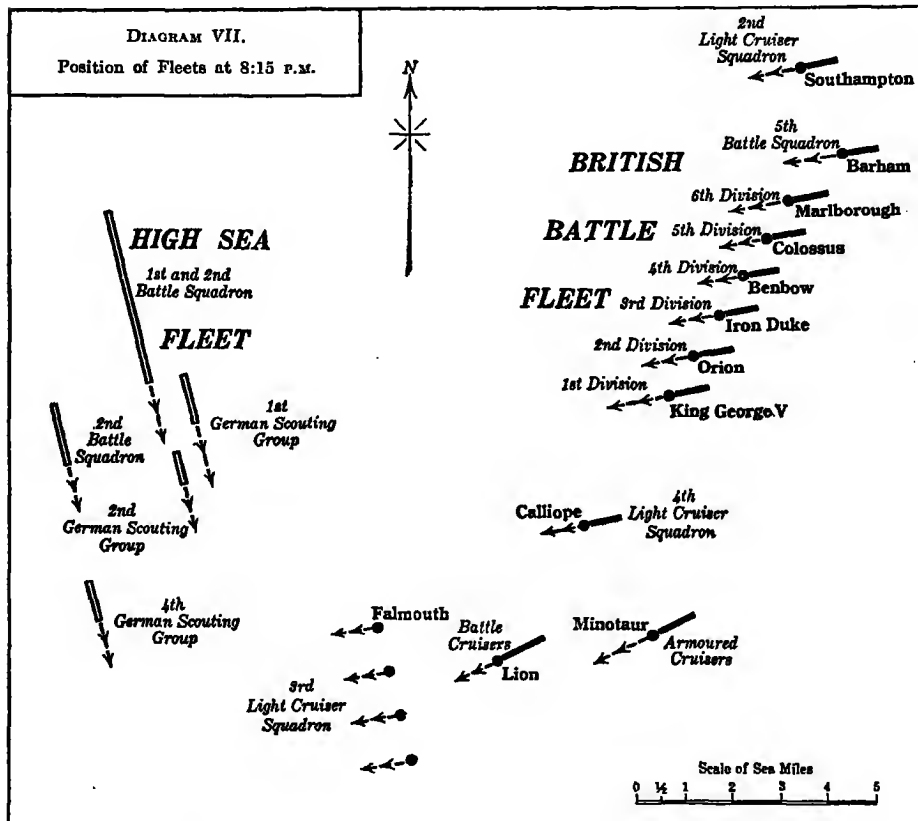 DIAGRAM VII.
Position of Fleets at 8:15 P.M.
N
2nd
Light Cruiser
Squadron
Southampton
5th
Battle Squadron
Barham
BRITISH
6th Division
Marlborough
HIGH SEA
BATTLE
5th Division
Colossus
1st and 2nd
Battle Squadron
4th Division
Benbow
FLEET
FLEET
3rd Division
Iron Duke
2nd Division
Orion
1st Division
King George.V
1st
German Scouting
Group
2nd
Battle
Squadron
2nd
German Scouting
Group
Calliope
4th
Light Cruiser
Squadron
4th
German Scouting
Group
Falmouth
Battle
Cruisers
Lion
Minotaur
Armoured
Cruisers
3rd
Light Cruiser
Squadron
Scale of Sea Miles
0 ½ 1 2 3 4 5